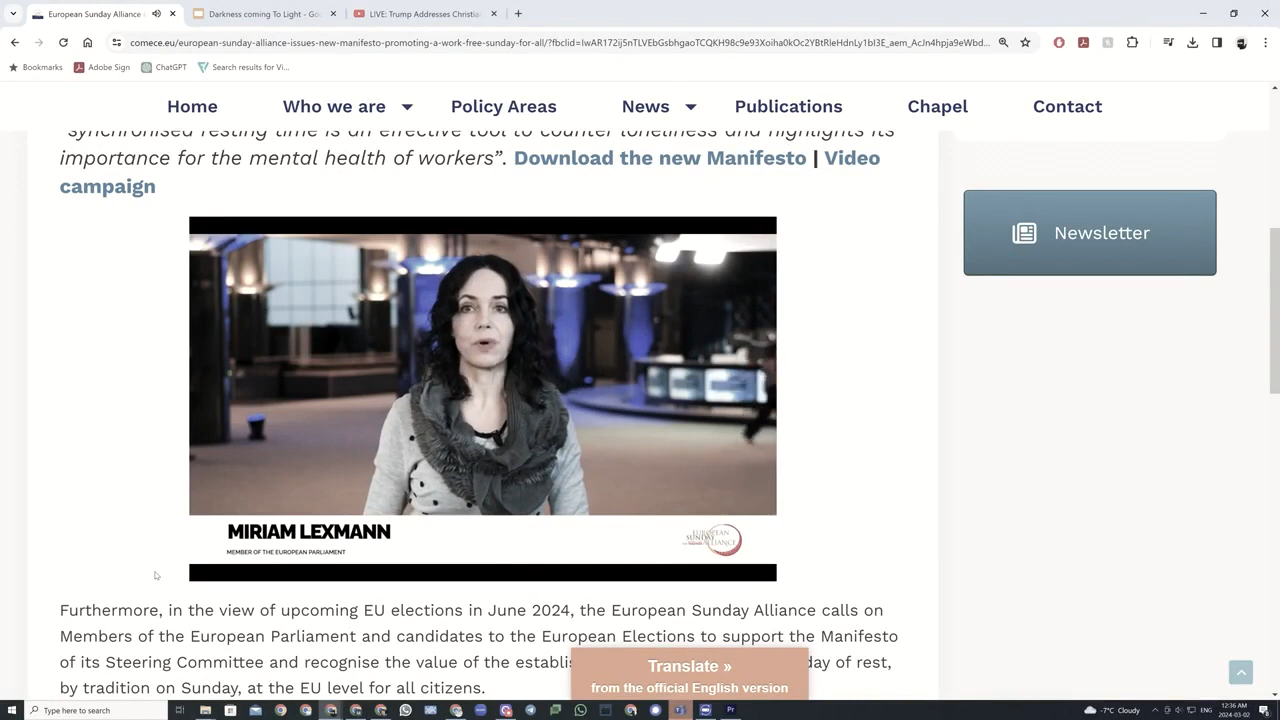 European Sunday Alliance i
Darkness coming To Light - Go
LIVE: Trump Addresses Christia
comece.eu/european-sunday-alliance-issues-new-manifesto-promoting-a-work-free-sunday-for-all/?fbclid=
Bookmarks
Adobe Sign
ChatGPT
Search results for Vi...
Home
Who we are
Policy Areas
News
Publications
Chapel
Contact
synchronised resting time is an effective tool to counter loneliness and highlights its
importance for the mental health of workers”. Download the new Manifesto | Video
campaign
Newsletter
MIRIAM LEXMANN
MEMBER OF THE EUROPEAN PARLIAMENT
EUROPEAN
SUNDAY
ALLIANCE
Furthermore, in the view of upcoming EU elections in June 2024, the European Sunday Alliance calls on
Members of the European Parliament and candidates to the European Elections to support the Manifesto
of its Steering Committee and recognise the value of the establis
day of rest,
by tradition on Sunday, at the EU level for all citizens.
Translate »
from the official English version
Type here to search
-7°C Cloudy
ENG
12:36 AM
2024-03-02